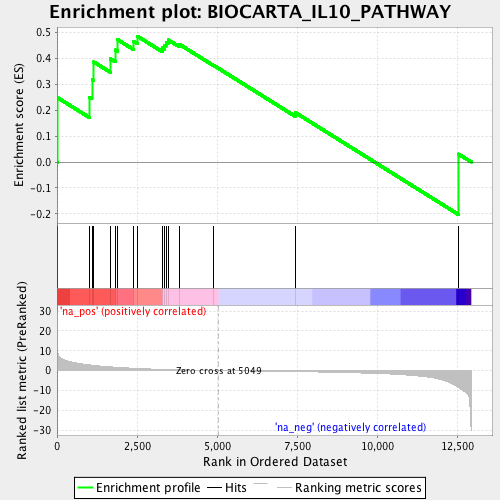 Enrichment plot: BIOCARTA_IL10_PATHWAY
Enrichment score (ES)
0.5
0.4
0.3
0.2
0.1
0.0
-0.1
-0.2
'na_pos' (positively correlated)
Ranked list metric (PreRanked)
30
20
10
0
-10
-20
-30
Zero cross at 5049
'na_neg' (negatively correlated)
0 2,500 5,000 7,500 10,000 12,500
Rank in Ordered Dataset
Enrichment profile Hits Ranking metric scores